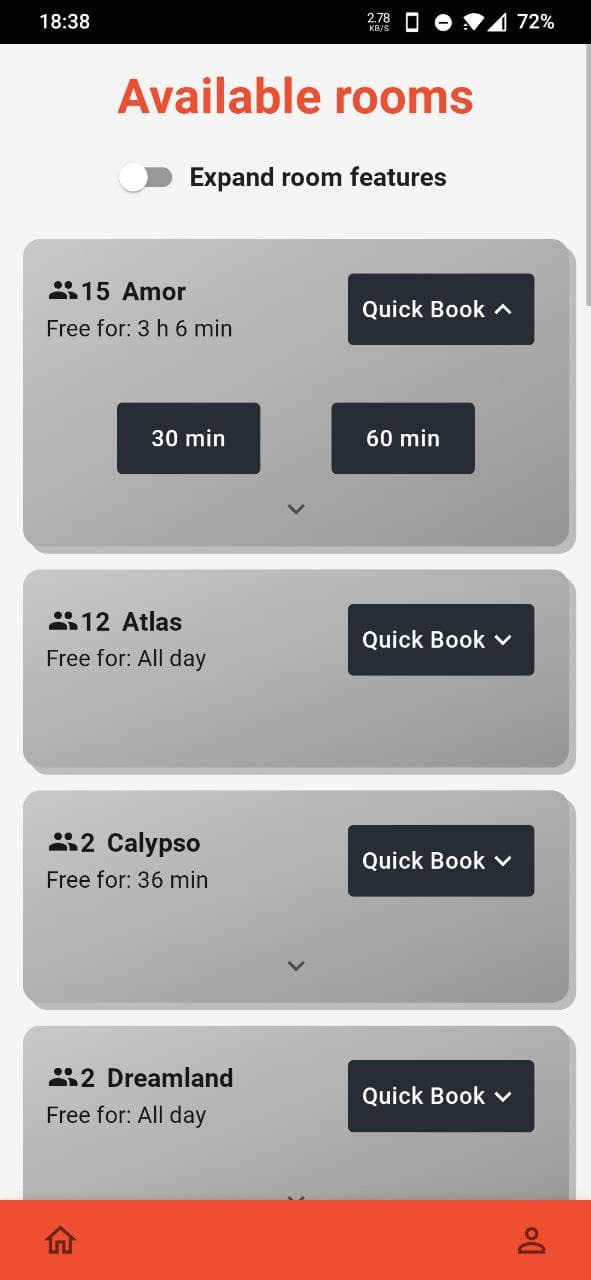 18:38
2.78
KB/S
72%
Available rooms
Expand room features
15 Amor
Quick Book
Free for: 3 h 6 min
30 min
60 min
12 Atlas
Quick Book
Free for: All day
2 Calypso
Quick Book
Free for: 36 min
2 Dreamland
Quick Book
Free for: All day